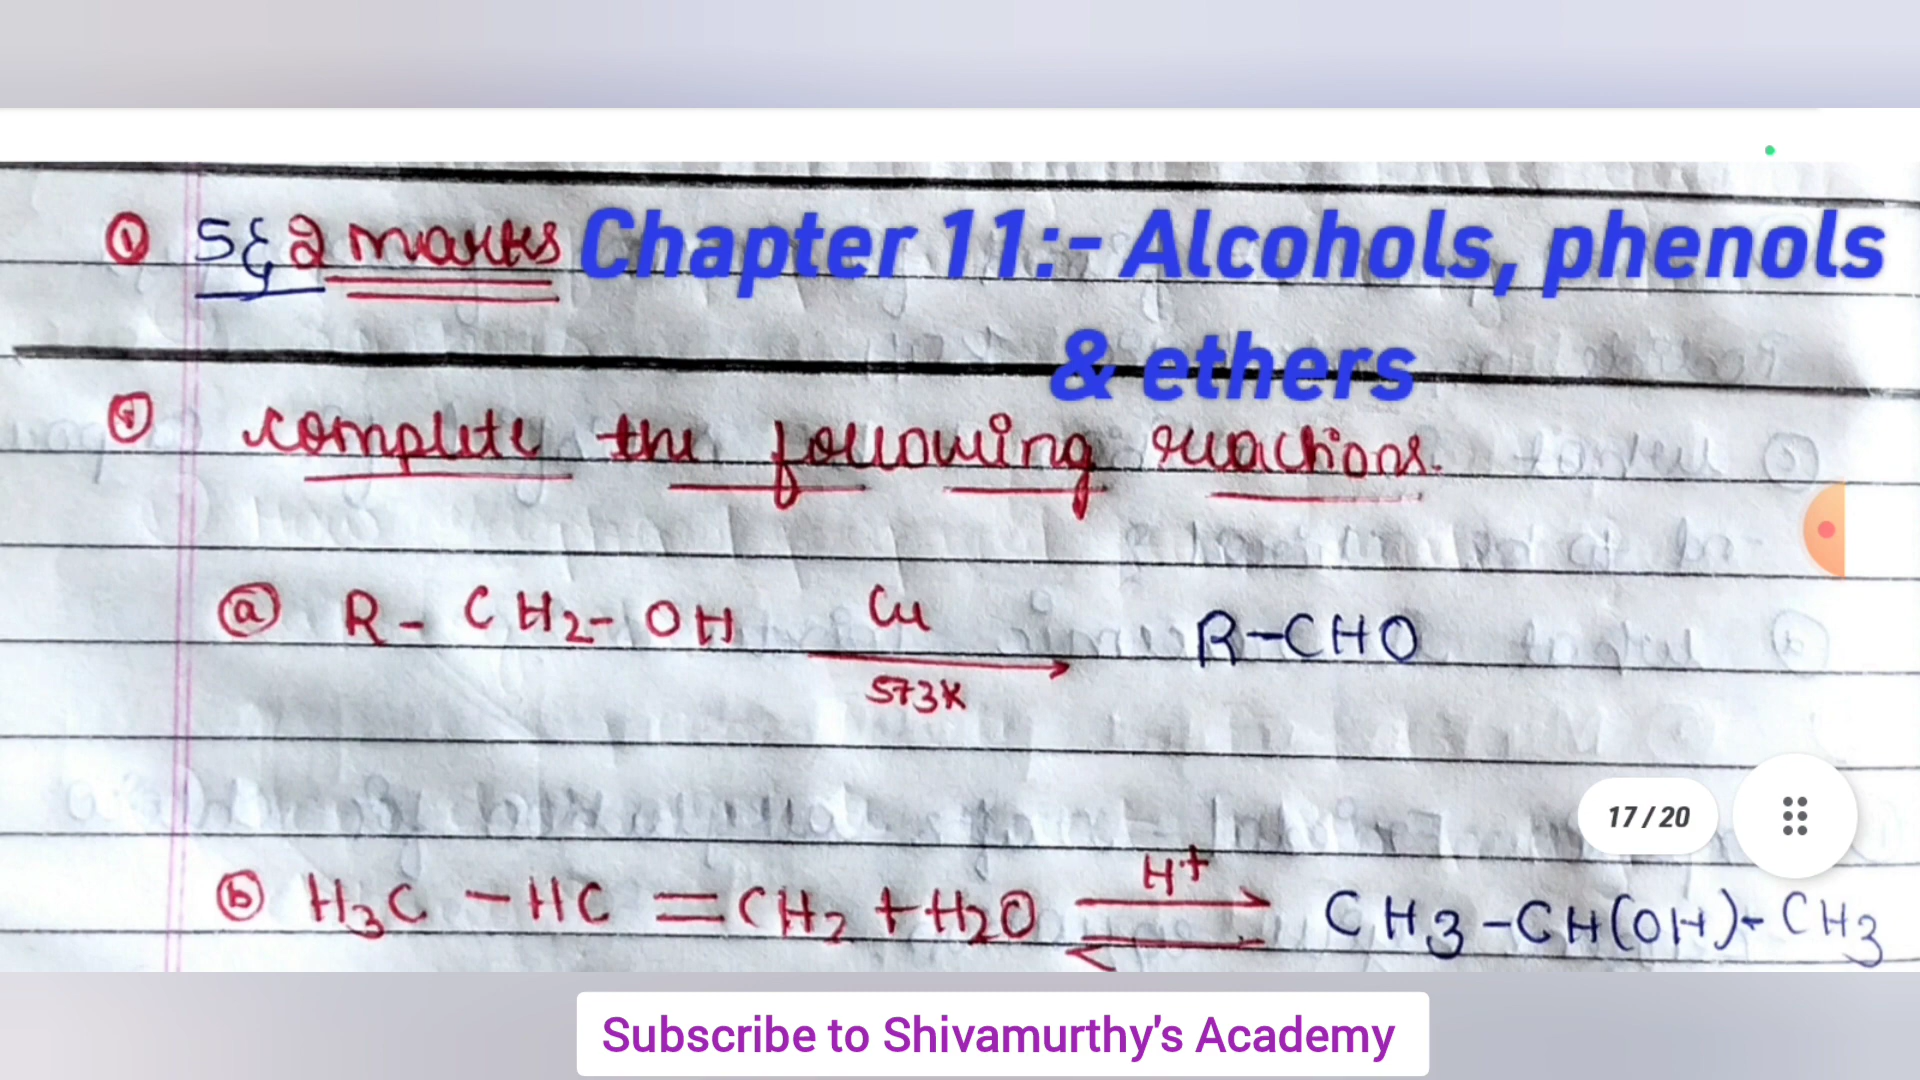 ① 5 & 2 marks Chapter 11:- Alcohols, phenols
& ethers
① complete the following reactions.
ⓐ R - CH2 - OH Cu R-CHO
573K
17 / 20
H+
ⓑ H3C - HC = CH2 + H2O ⇌ CH3-CH(OH)-CH3
Subscribe to Shivamurthy's Academy